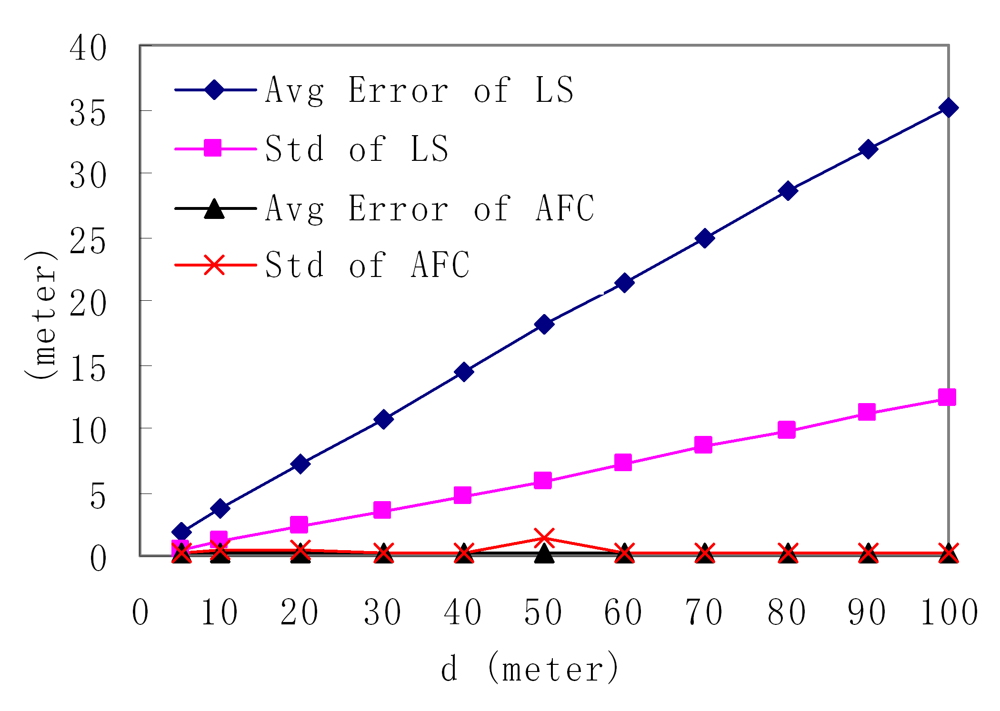 40
35
30
25
20
15
10
5
0
(meter)
Avg Error of LS
Std of LS
Avg Error of AFC
Std of AFC
0 10 20 30 40 50 60 70 80 90 100
d (meter)